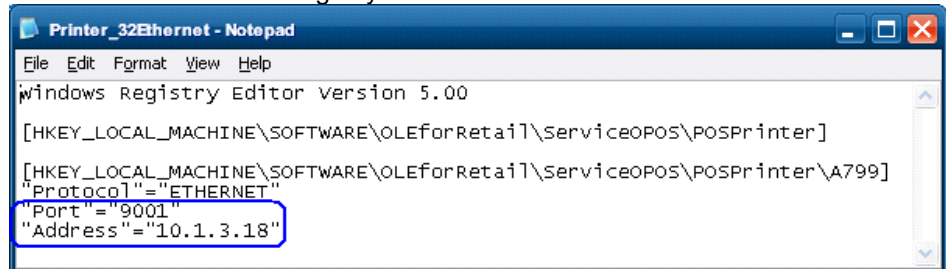 Printer_32Ethernet - Notepad
File Edit Format View Help
Windows Registry Editor Version 5.00
[HKEY_LOCAL_MACHINE\SOFTWARE\OLEforRetail\ServiceOPOS\POSPrinter]
[HKEY_LOCAL_MACHINE\SOFTWARE\OLEforRetail\ServiceOPOS\POSPrinter\A799]
"Protocol"="ETHERNET"
"Port"="9001"
"Address"="10.1.3.18"